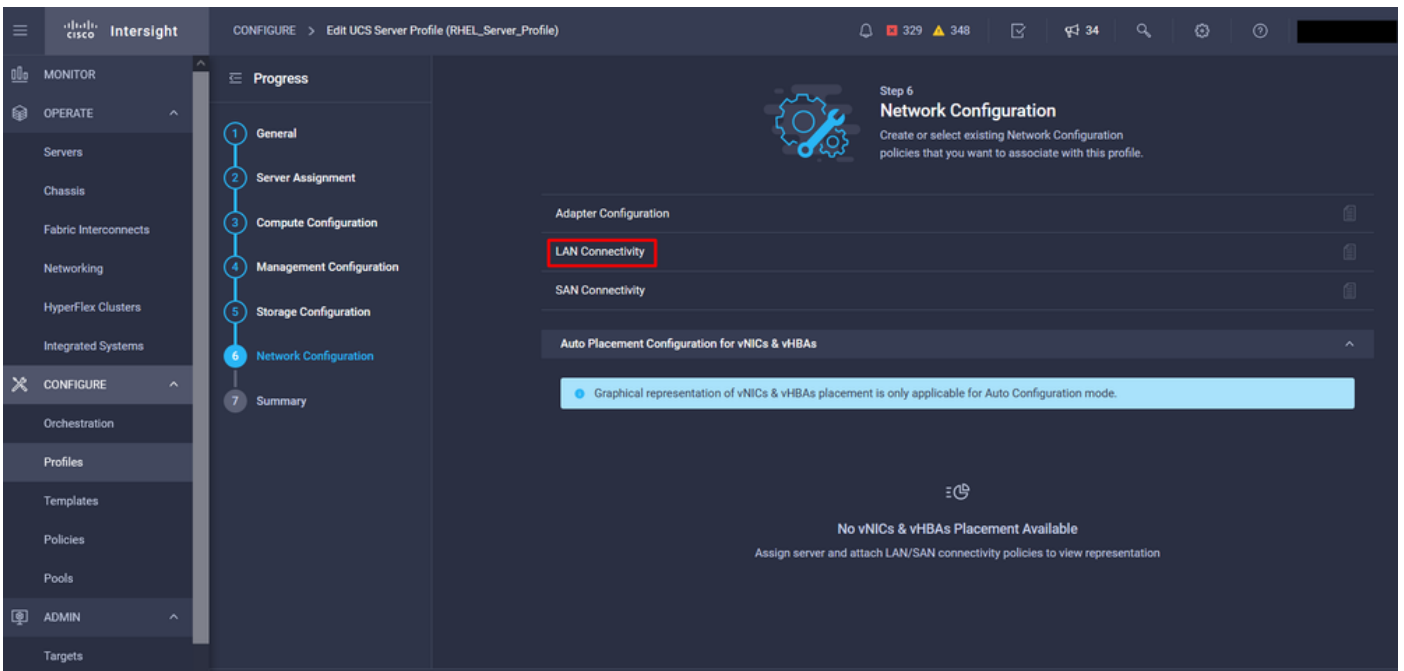 cisco Intersight
CONFIGURE > Edit UCS Server Profile (RHEL_Server_Profile)
329 348 34
MONITOR
OPERATE
Servers
Chassis
Fabric Interconnects
Networking
HyperFlex Clusters
Integrated Systems
CONFIGURE
Orchestration
Profiles
Templates
Policies
Pools
ADMIN
Targets
Progress
1 General
2 Server Assignment
3 Compute Configuration
4 Management Configuration
5 Storage Configuration
6 Network Configuration
7 Summary
Step 6
Network Configuration
Create or select existing Network Configuration
policies that you want to associate with this profile.
Adapter Configuration
LAN Connectivity
SAN Connectivity
Auto Placement Configuration for vNICs & vHBAs
Graphical representation of vNICs & vHBAs placement is only applicable for Auto Configuration mode.
No vNICs & vHBAs Placement Available
Assign server and attach LAN/SAN connectivity policies to view representation